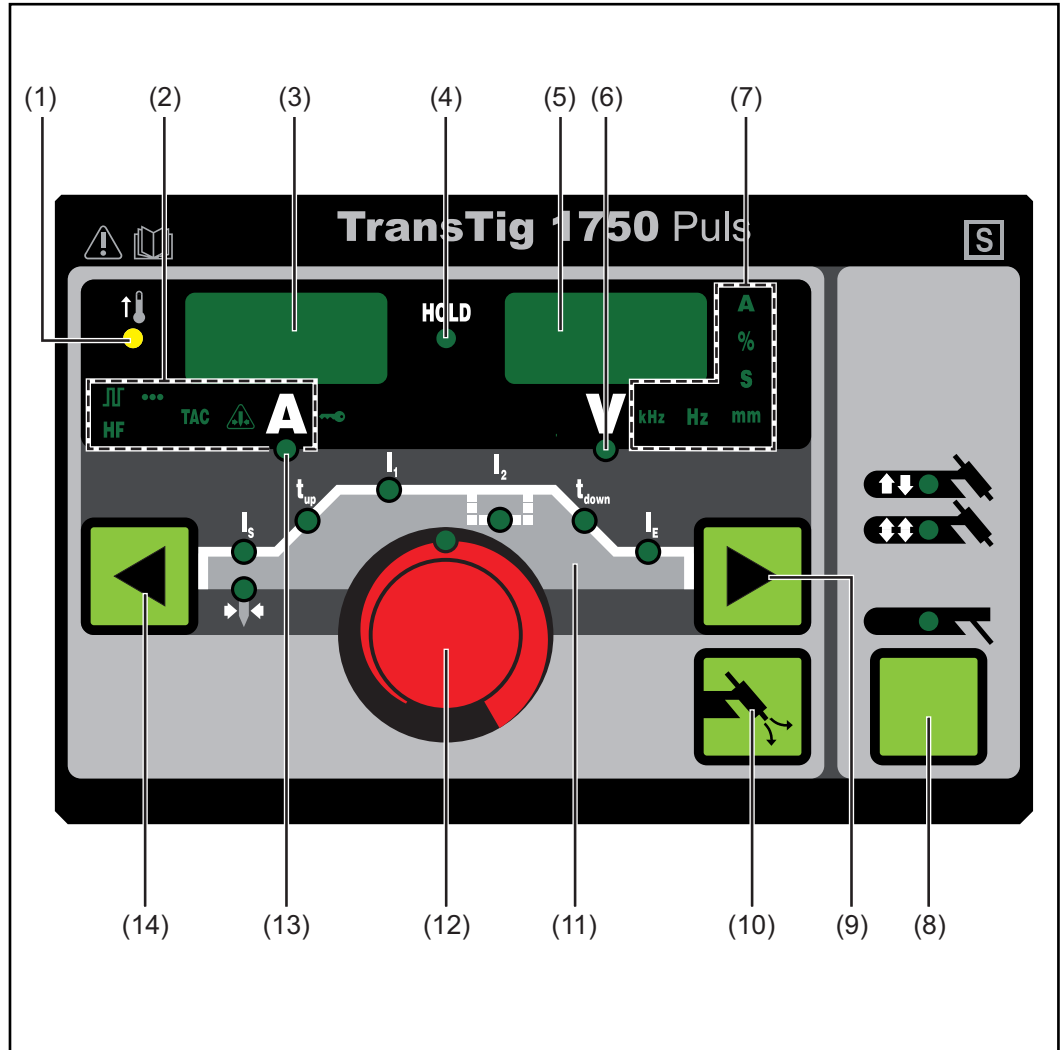 (1) (2) (3) (4) (5) (6) (7)
TransTig 1750 Puls
S
HOLD
A
%
S
kHz Hz mm
HF TAC A V
I1 I2
tup tdown
IS IE
(14) (13) (12) (11) (10) (9) (8)